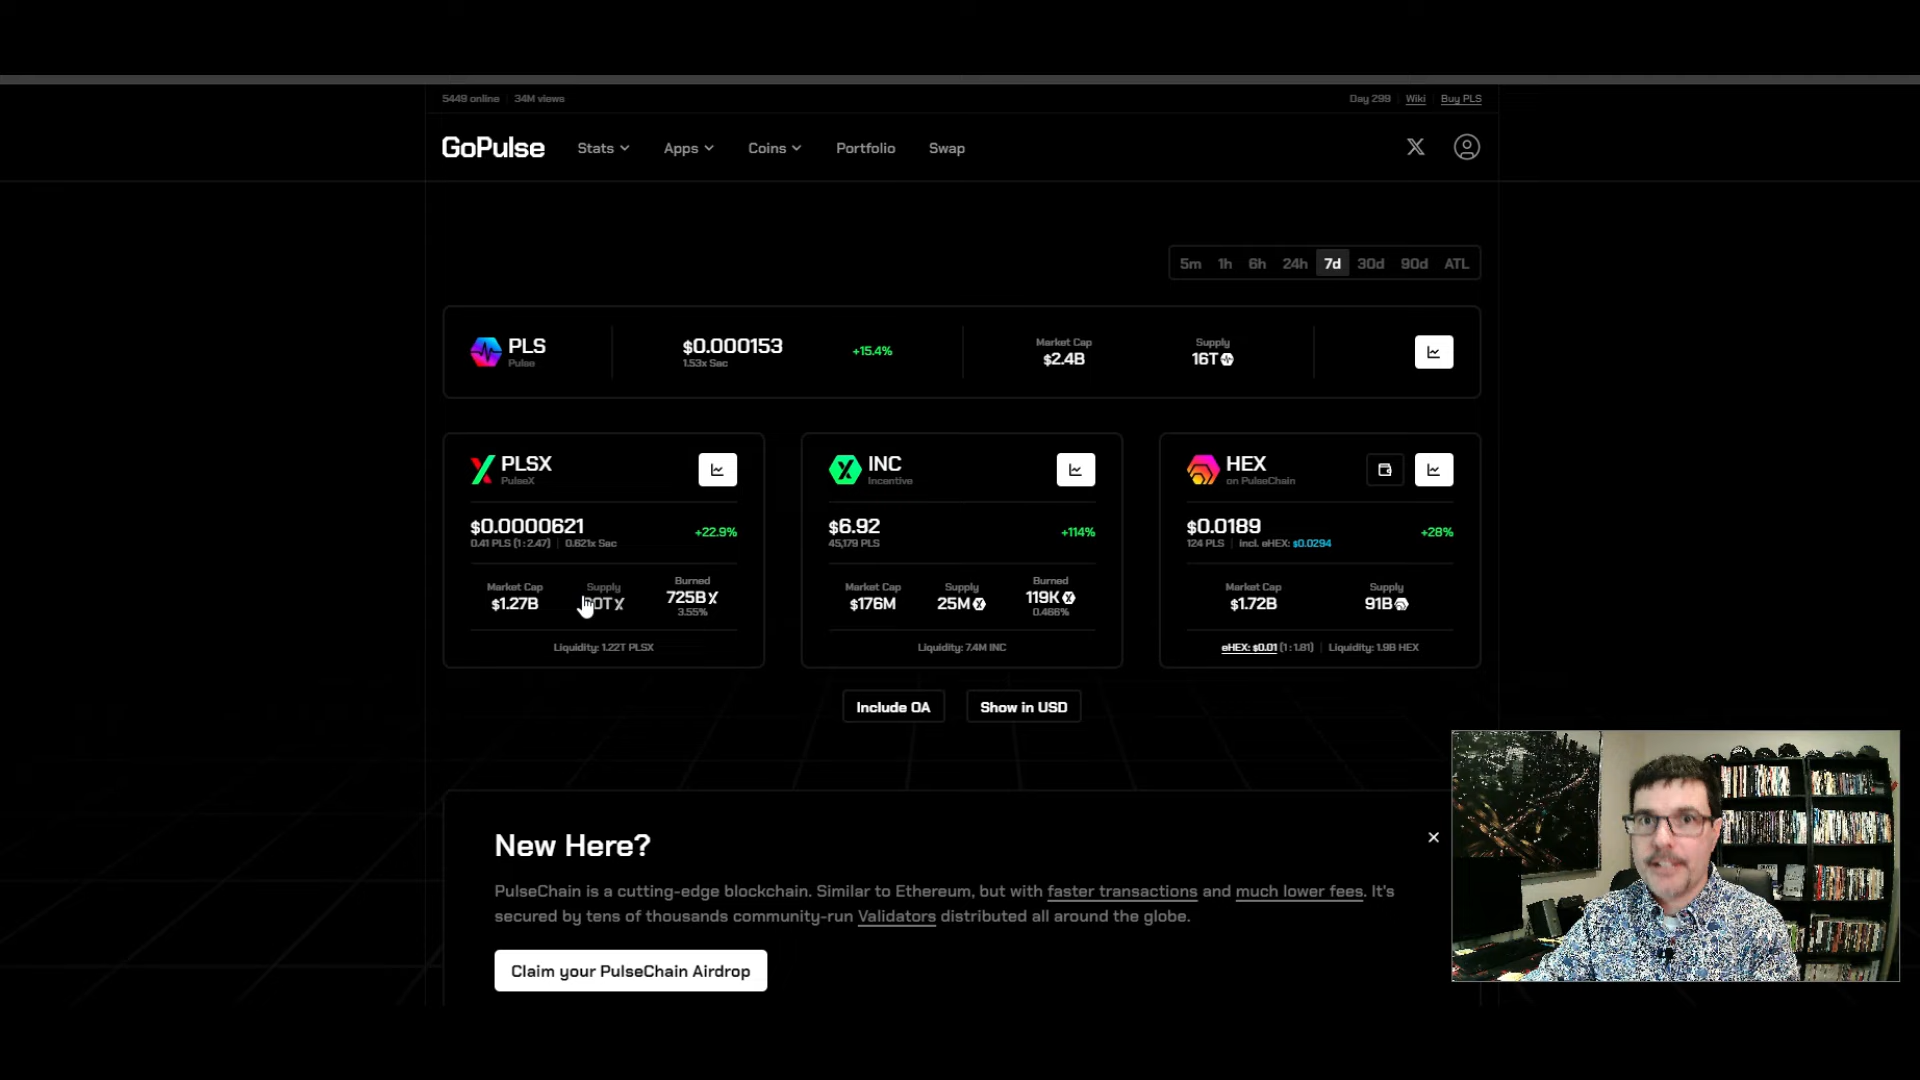 5449 online | 34M views
Day 299 | Wiki | Buy PLS
GoPulse Stats Apps Coins Portfolio Swap
5m 1h 6h 24h 7d 30d 90d ATL
PLS
Pulse
$0.000153
1.53x Sac
+15.4%
Market Cap
$2.4B
Supply
16T
PLSX
PulseX
$0.0000621
+22.9%
0.41 PLS (1:2.47) | 0.621x Sac
Market Cap
$1.27B
Supply
Burned
725B
3.55%
Liquidity: 1.22T PLSX
INC
Incentive
$6.92
+114%
45,179 PLS
Market Cap
$176M
Supply
25M
Burned
119K
0.466%
Liquidity: 7.4M INC
HEX
on PulseChain
$0.0189
+28%
124 PLS | incl. eHEX: $0.0294
Market Cap
$1.72B
Supply
91B
eHEX: $0.01 (1:1.81) | Liquidity: 1.9B HEX
Include OA
Show in USD
New Here?
PulseChain is a cutting-edge blockchain. Similar to Ethereum, but with faster transactions and much lower fees. It's
secured by tens of thousands community-run Validators distributed all around the globe.
Claim your PulseChain Airdrop